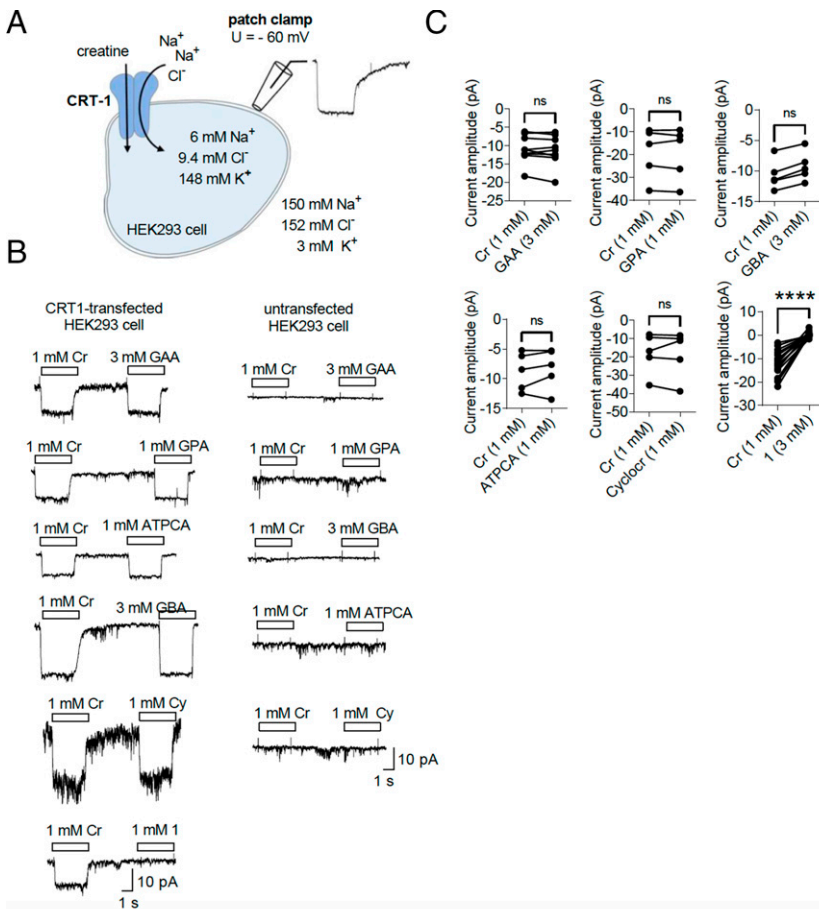 A
patch clamp
U = - 60 mV
creatine
Na⁺
Na⁺
Cl⁻
CRT-1
6 mM Na⁺
9.4 mM Cl⁻
148 mM K⁺
HEK293 cell
150 mM Na⁺
152 mM Cl⁻
3 mM K⁺
B
CRT1-transfected
HEK293 cell
untransfected
HEK293 cell
1 mM Cr 3 mM GAA
1 mM Cr 3 mM GAA
1 mM Cr 1 mM GPA
1 mM Cr 1 mM GPA
1 mM Cr 1 mM ATPCA
1 mM Cr 3 mM GBA
1 mM Cr 3 mM GBA
1 mM Cr 1 mM ATPCA
1 mM Cr 1 mM Cy
1 mM Cr 1 mM Cy
10 pA
1 s
1 mM Cr 1 mM 1
10 pA
1 s
C
Current amplitude (pA)
ns
0
-5
-10
-15
-20
-25
Cr (1 mM)
GAA (3 mM)
Current amplitude (pA)
ns
0
-10
-20
-30
-40
Cr (1 mM)
GPA (1 mM)
Current amplitude (pA)
ns
0
-5
-10
-15
Cr (1 mM)
GBA (3 mM)
Current amplitude (pA)
ns
0
-5
-10
-15
Cr (1 mM)
ATPCA (1 mM)
Current amplitude (pA)
ns
0
-10
-20
-30
-40
-50
Cr (1 mM)
Cyclocr (1 mM)
Current amplitude (pA)
****
10
0
-10
-20
-30
Cr (1 mM)
1 (3 mM)